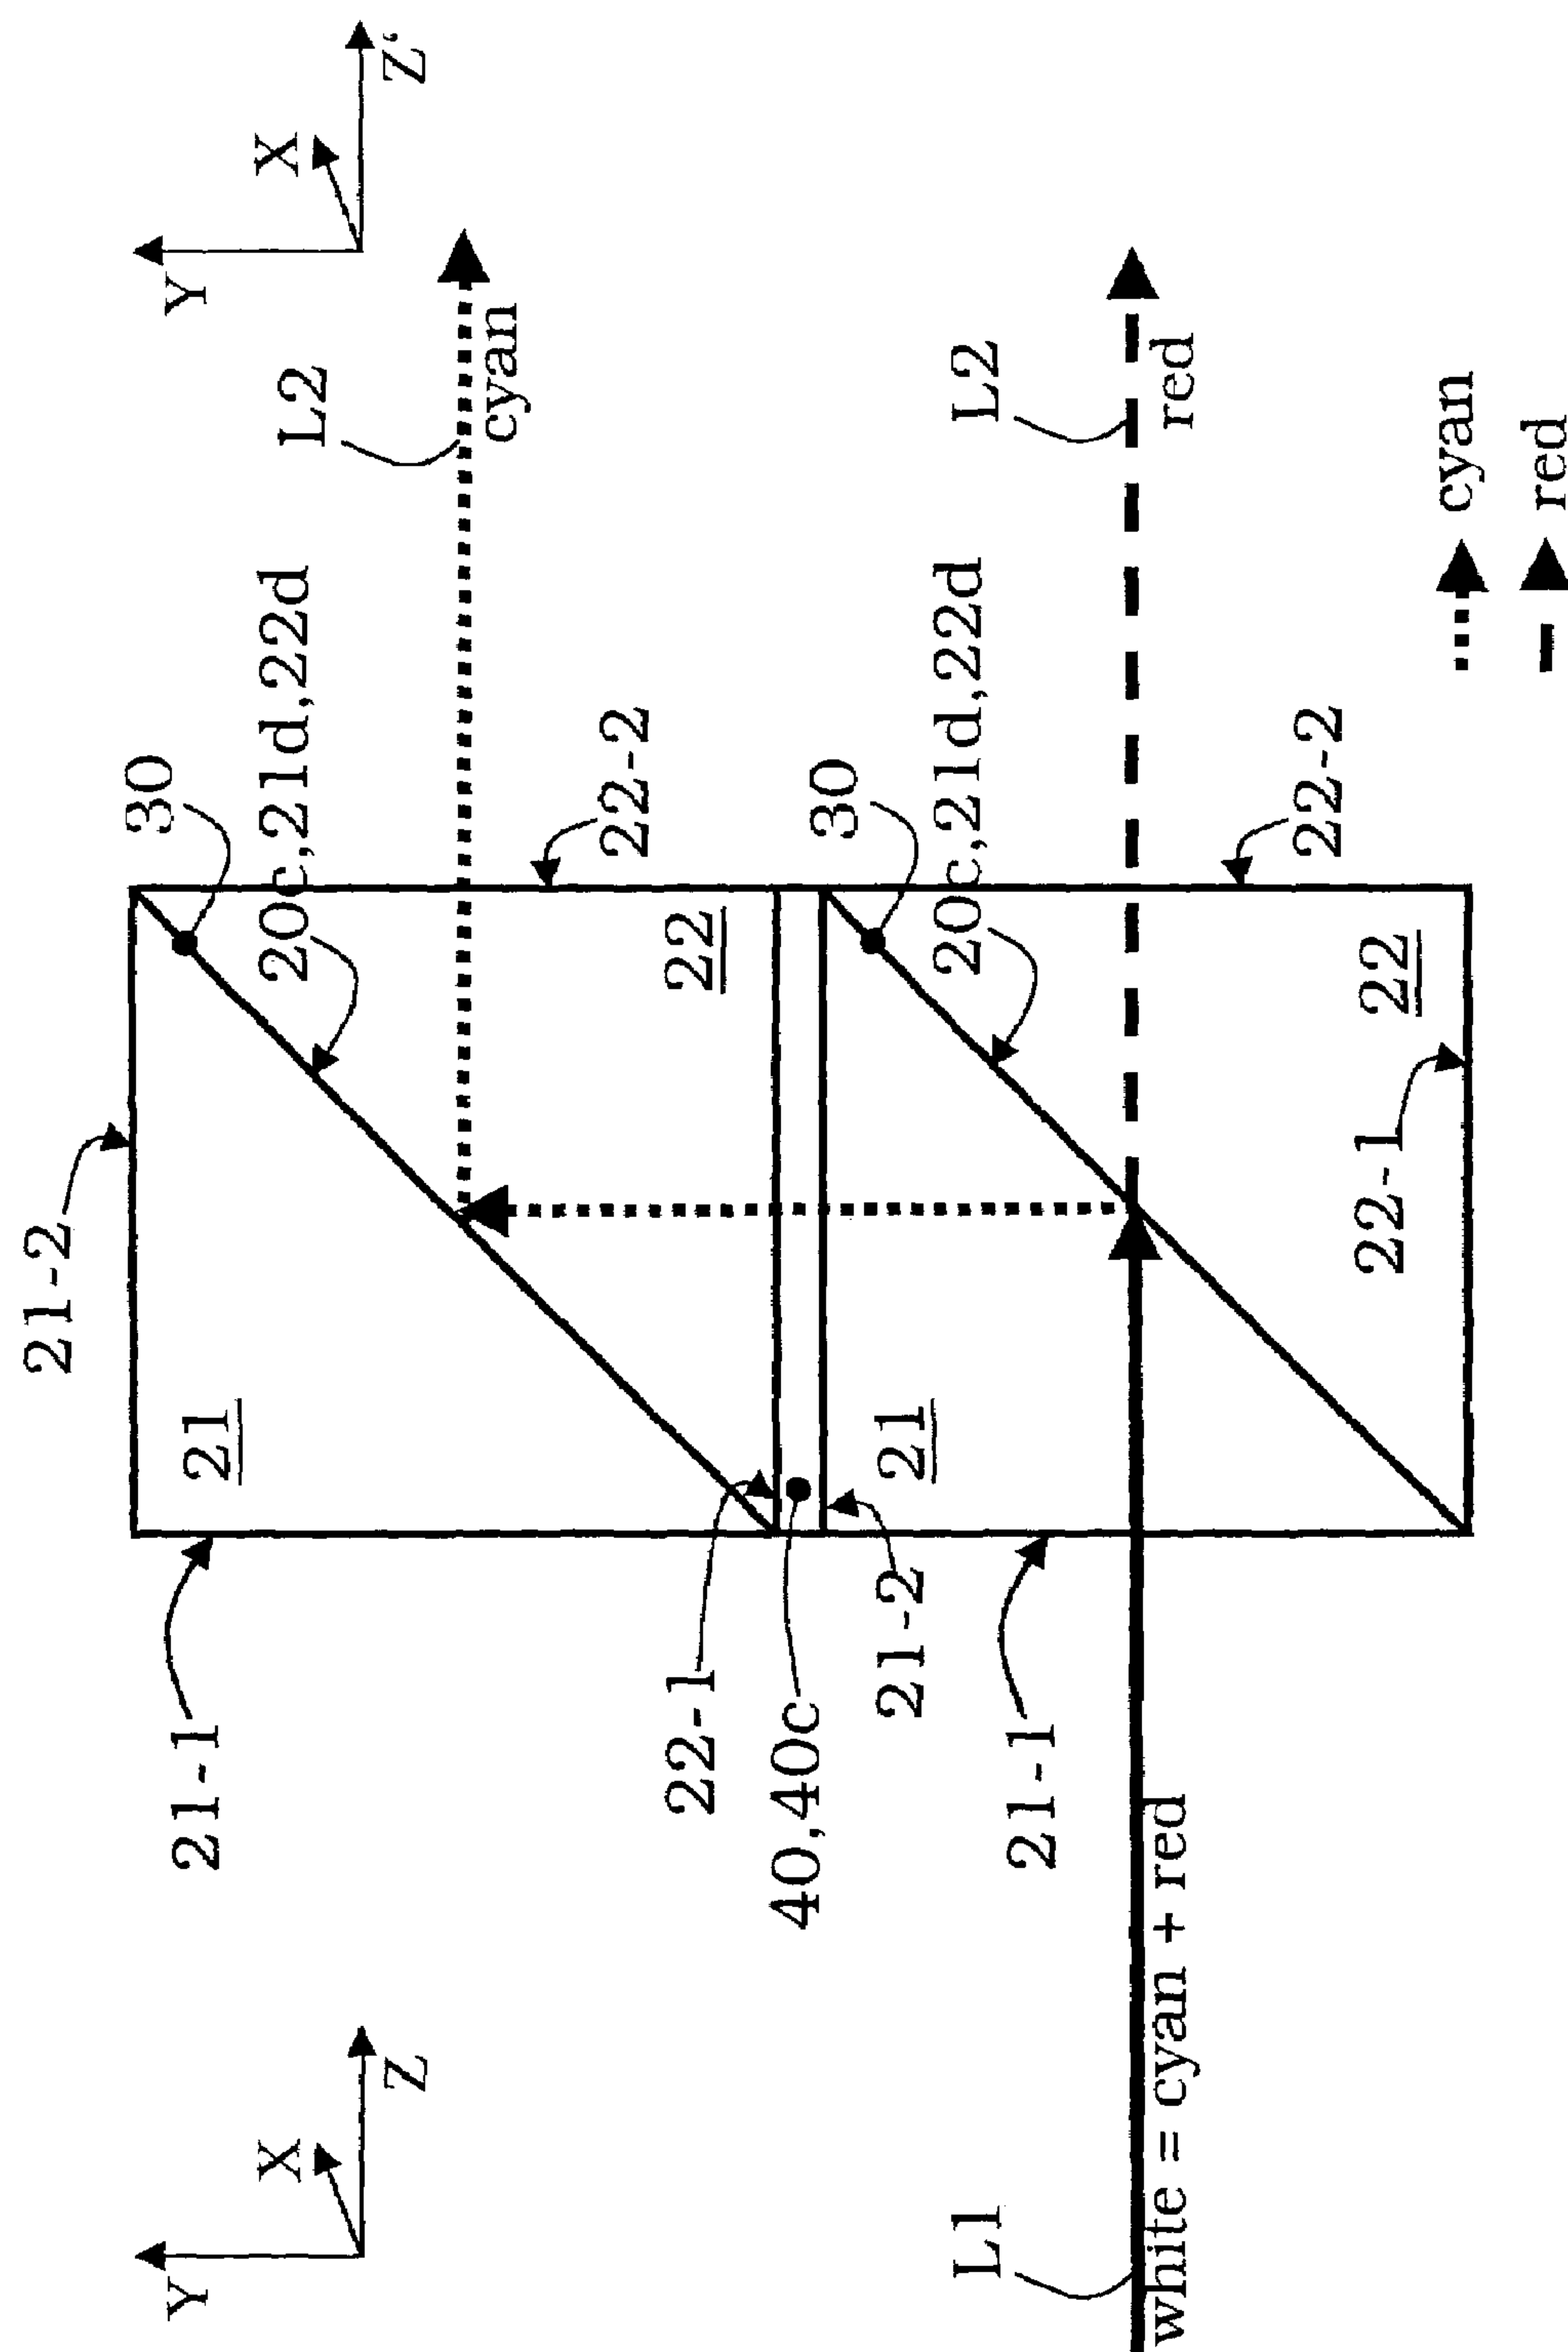 21-2
30
Y
21-1
21
20c,21d,22d
Y
X
X
L2
Z
Z‘
cyan
22-2
22-1
22
40,40c
30
21-2
21
20c,21d,22d
L1
L2
21-1
white = cyan + red
red
22-2
22-1
22
cyan
red